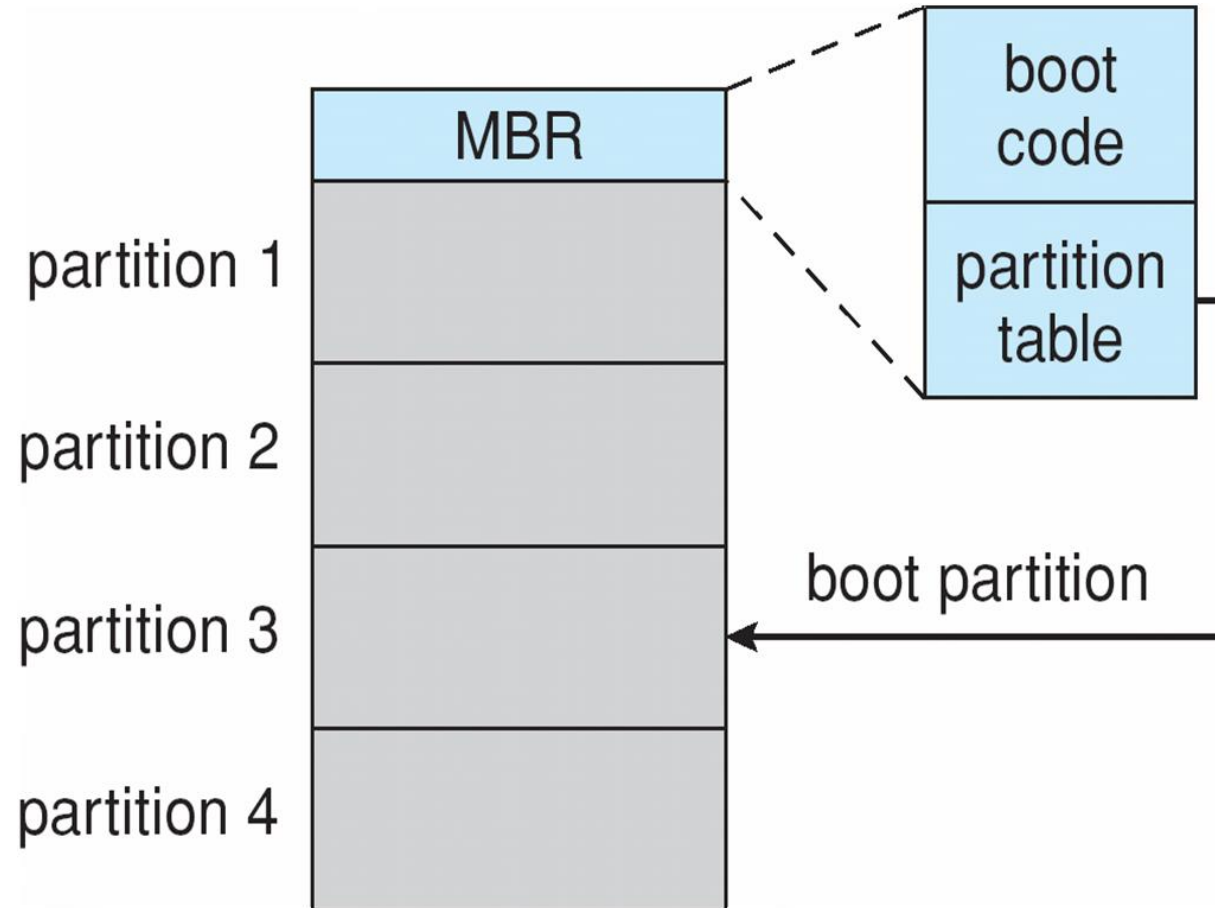 boot
code
MBR
partition
table
partition 1
partition 2
boot partition
partition 3
partition 4